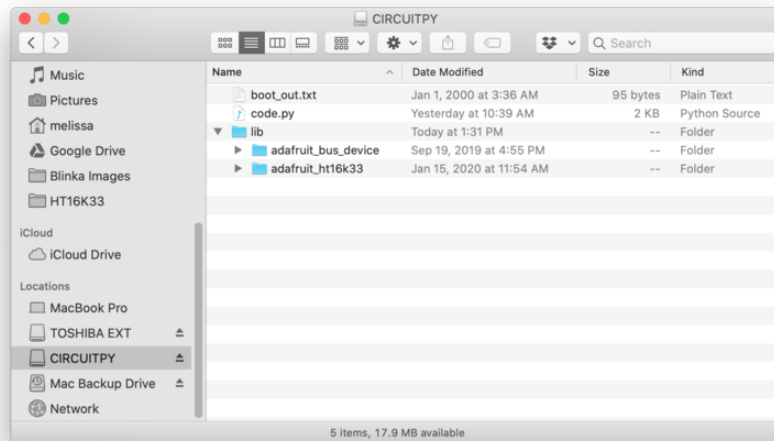 CIRCUITPY
Search
Music
Pictures
melissa
Google Drive
Blinka Images
HT16K33
iCloud
iCloud Drive
Locations
MacBook Pro
TOSHIBA EXT
CIRCUITPY
Mac Backup Drive
Network
Name Date Modified Size Kind
boot_out.txt Jan 1, 2000 at 3:36 AM 95 bytes Plain Text
code.py Yesterday at 10:39 AM 2 KB Python Source
lib Today at 1:31 PM -- Folder
adafruit_bus_device Sep 19, 2019 at 4:55 PM -- Folder
adafruit_ht16k33 Jan 15, 2020 at 11:54 AM -- Folder
5 items, 17.9 MB available